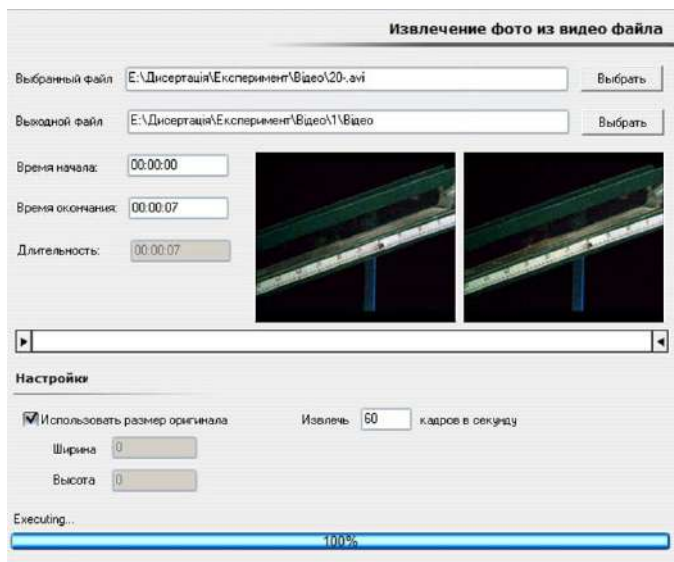 Извлечение фото из видео файла
Выбранный файл E:\Дисертація\Експеримент\Відео\20-.avi Выбрать
Выходной файл E:\Дисертація\Експеримент\Відео\1\Відео Выбрать
Время начала: 00:00:00
Время окончания: 00:00:07
Длительность: 00:00:07
Настройки
Использовать размер оригинала Извлечь 60 кадров в секунду
Ширина 0
Высота 0
Executing...
100%